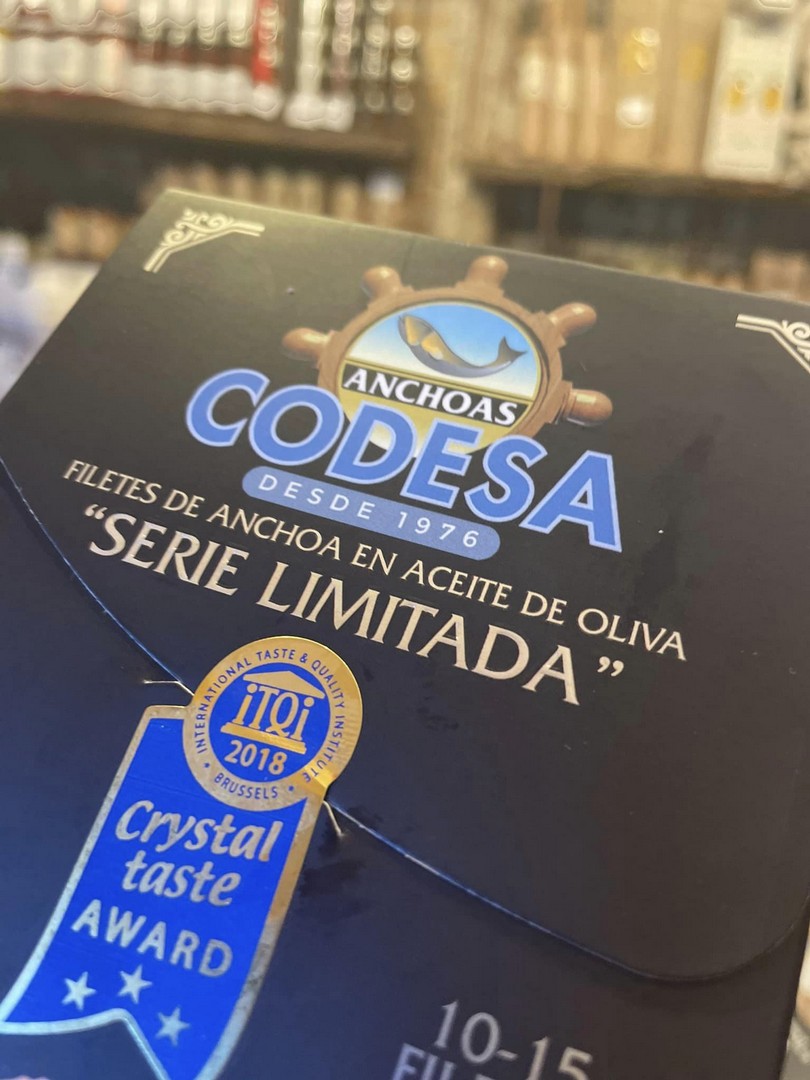 ANCHOAS
CODESA
DESDE 1976
FILETES DE ANCHOA EN ACEITE DE OLIVA
“SERIE LIMITADA”
INTERNATIONAL TASTE & QUALITY INSTITUTE
iTQi
2018
• BRUSSELS •
Crystal
taste
AWARD
10-15